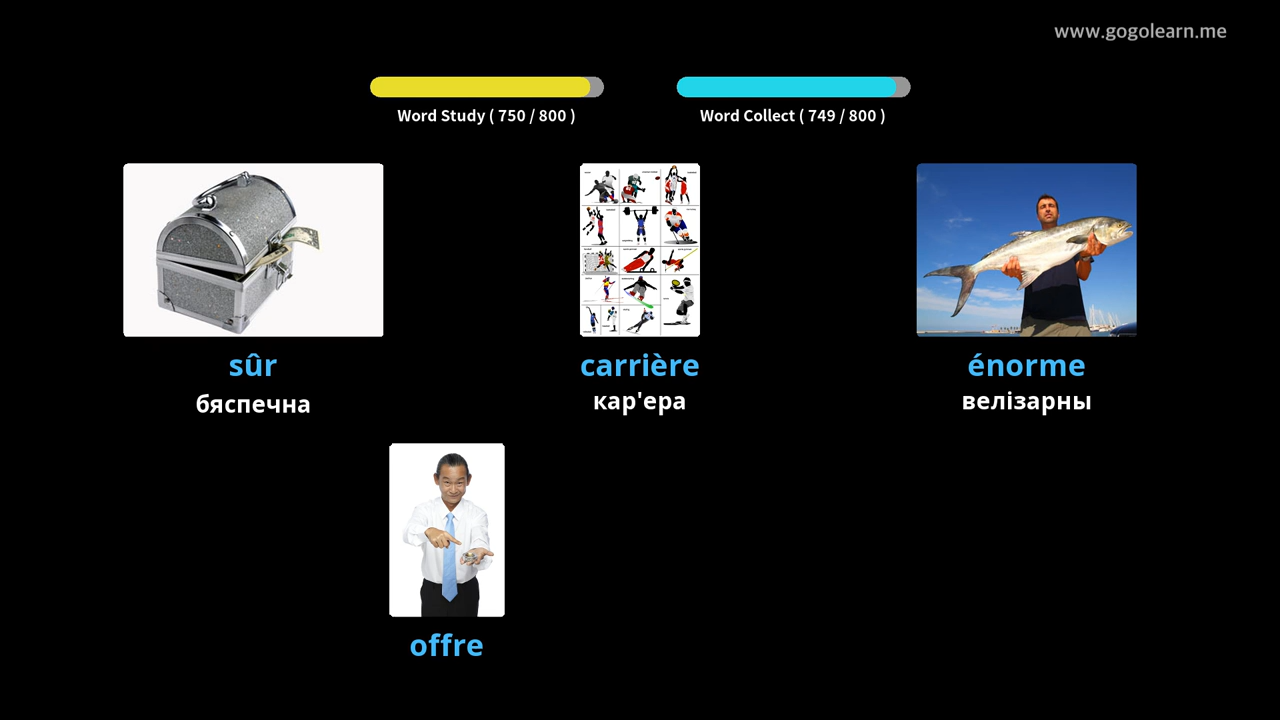 www.gogolearn.me
Word Study ( 750 / 800 )
Word Collect ( 749 / 800 )
sûr
бяспечна
carrière
кар'ера
énorme
велізарны
offre